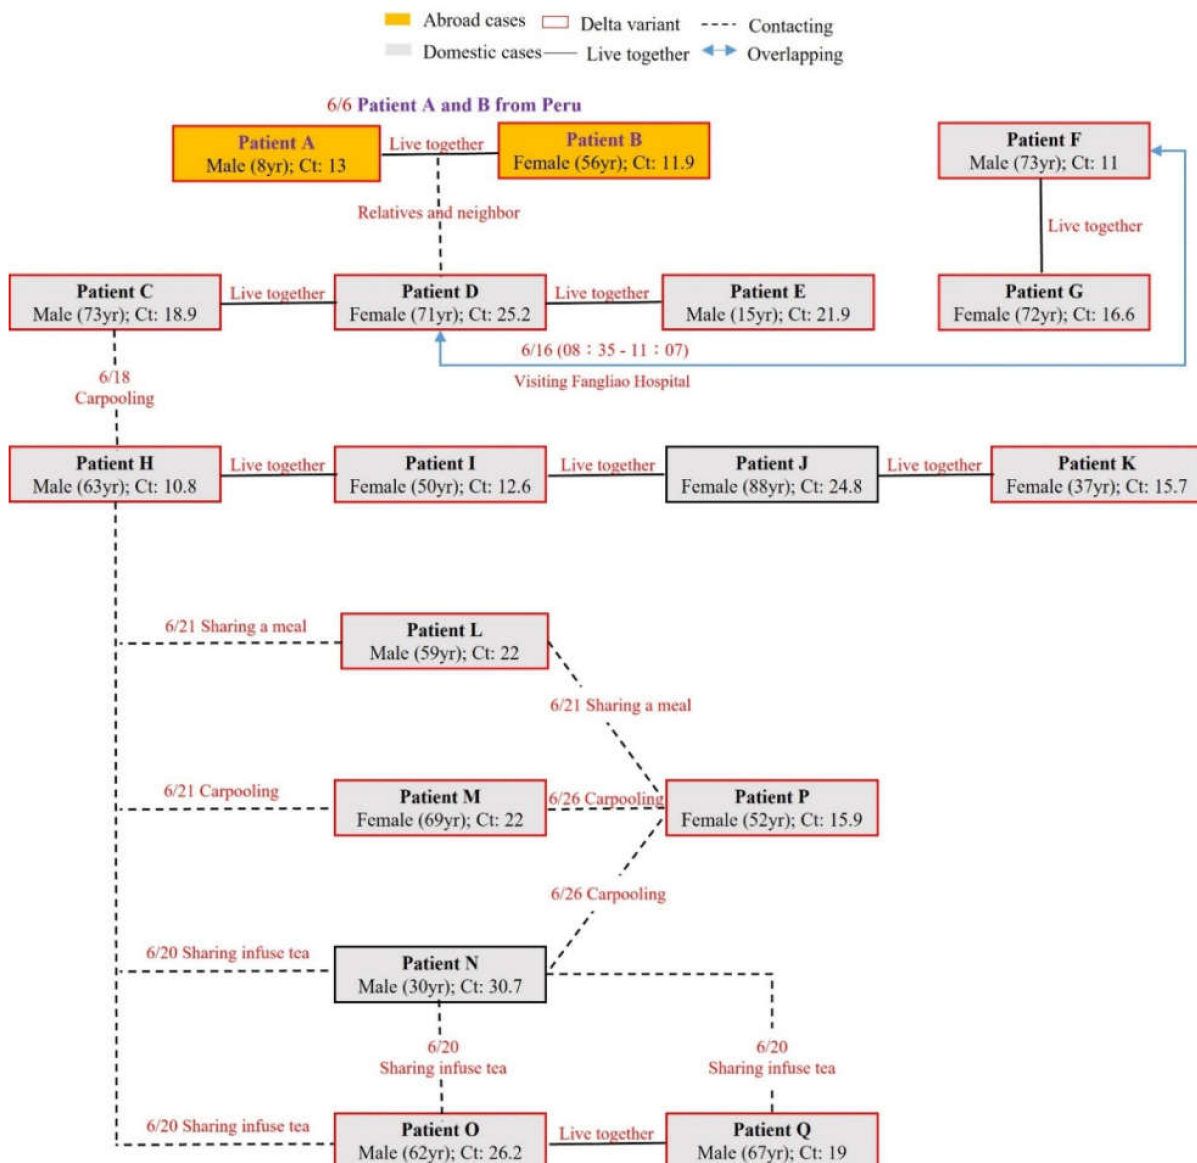 Abroad cases
Delta variant
Contacting
Domestic cases
Live together
Overlapping
6/6 Patient A and B from Peru
Patient A
Male (8yr); Ct: 13
Live together
Patient B
Female (56yr); Ct: 11.9
Patient F
Male (73yr); Ct: 11
Relatives and neighbor
Live together
Patient C
Male (73yr); Ct: 18.9
Live together
Patient D
Female (71yr); Ct: 25.2
Live together
Patient E
Male (15yr); Ct: 21.9
Patient G
Female (72yr); Ct: 16.6
6/16 (08：35 - 11：07)
Visiting Fangliao Hospital
6/18
Carpooling
Patient H
Male (63yr); Ct: 10.8
Live together
Patient I
Female (50yr); Ct: 12.6
Live together
Patient J
Female (88yr); Ct: 24.8
Live together
Patient K
Female (37yr); Ct: 15.7
6/21 Sharing a meal
Patient L
Male (59yr); Ct: 22
6/21 Sharing a meal
6/21 Carpooling
Patient M
Female (69yr); Ct: 22
6/26 Carpooling
Patient P
Female (52yr); Ct: 15.9
6/26 Carpooling
6/20 Sharing infuse tea
Patient N
Male (30yr); Ct: 30.7
6/20
Sharing infuse tea
6/20
Sharing infuse tea
6/20 Sharing infuse tea
Patient O
Male (62yr); Ct: 26.2
Live together
Patient Q
Male (67yr); Ct: 19